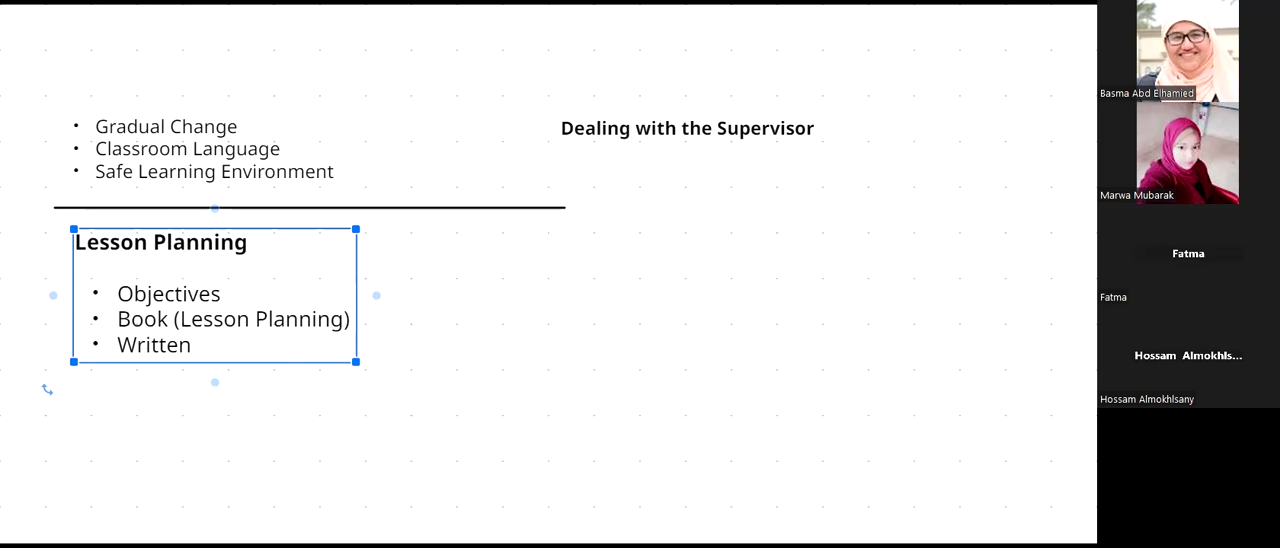 Gradual Change
Classroom Language
Safe Learning Environment
Dealing with the Supervisor
Lesson Planning
Objectives
Book (Lesson Planning)
Written
Basma Abd Elhamied
Marwa Mubarak
Fatma
Fatma
Hossam Almokhls...
Hossam Almokhlsany